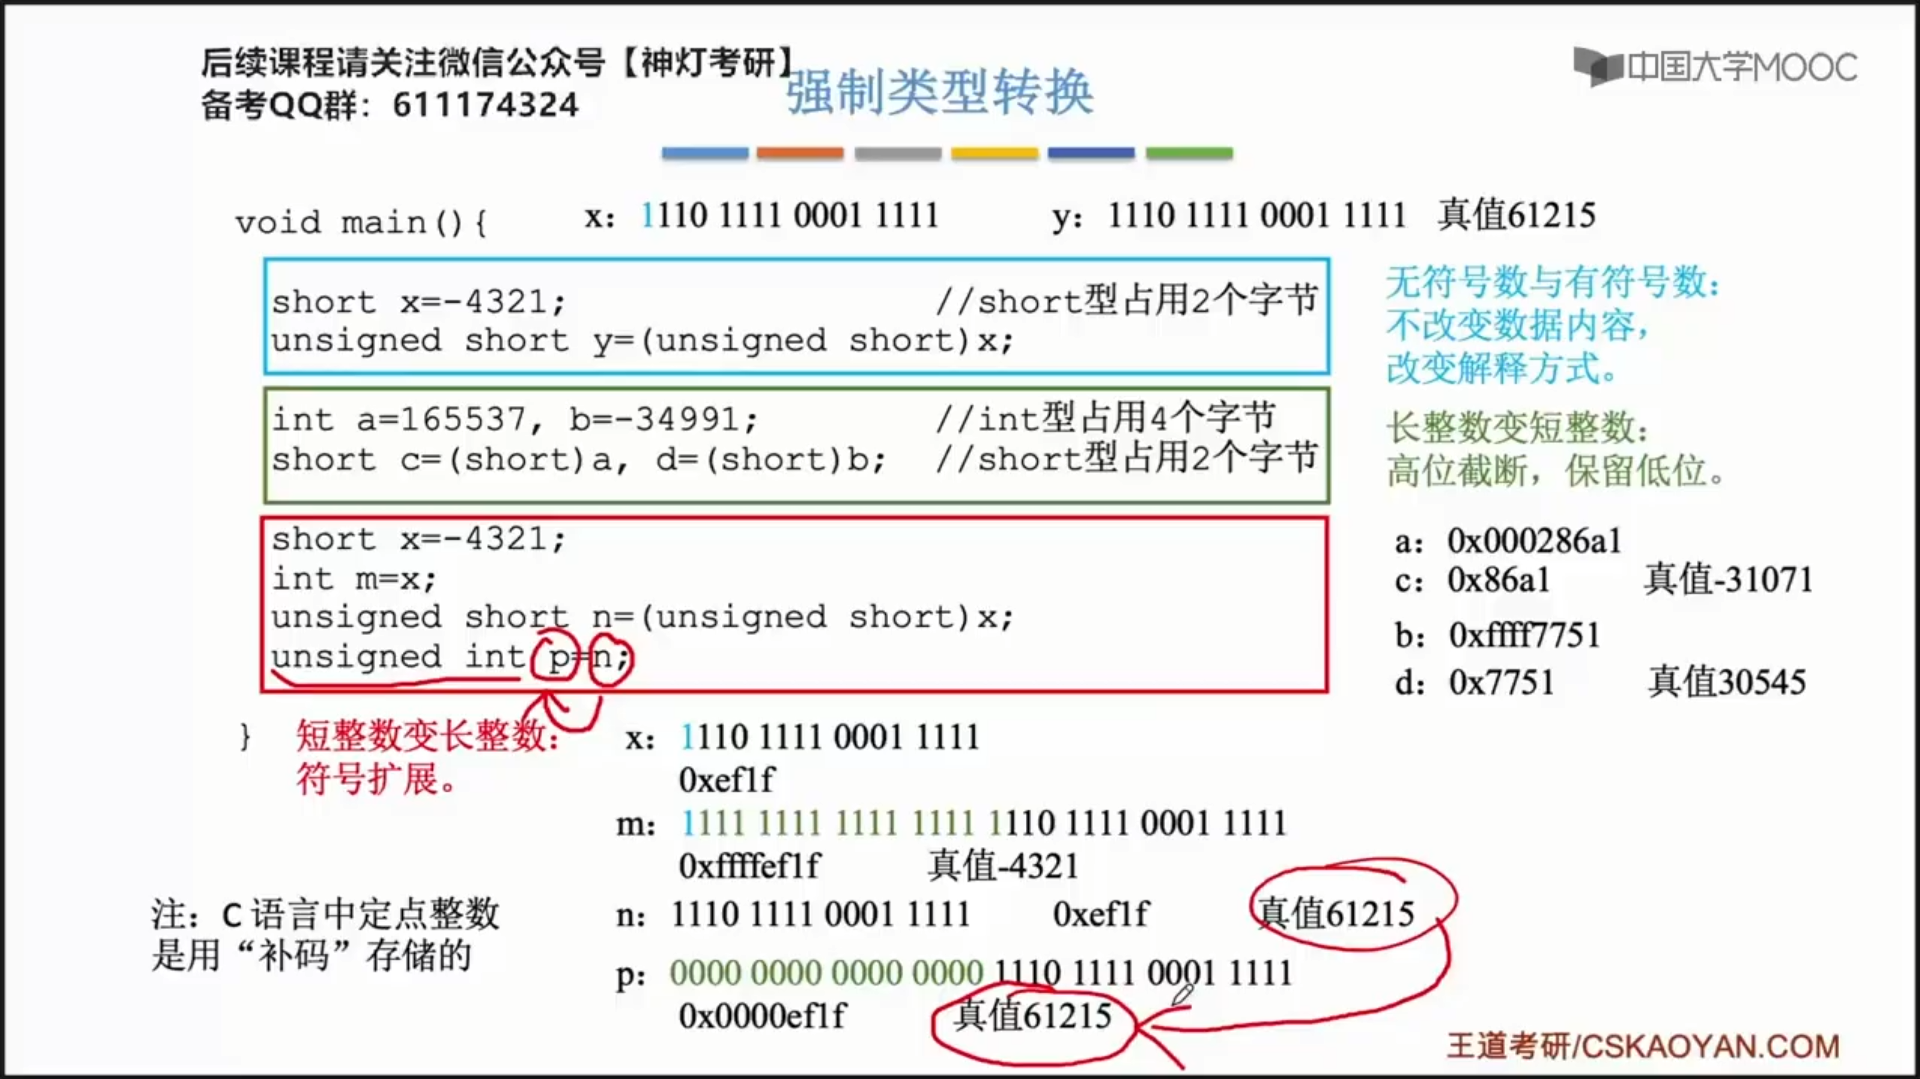 后续课程请关注微信公众号【神灯考研】
备考QQ群：611174324
强制类型转换
中国大学MOOC
void main(){
x：1110 1111 0001 1111
y：1110 1111 0001 1111 真值61215
short x=-4321; //short型占用2个字节
unsigned short y=(unsigned short)x;
无符号数与有符号数：
不改变数据内容，
改变解释方式。
int a=165537, b=-34991; //int型占用4个字节
short c=(short)a, d=(short)b; //short型占用2个字节
长整数变短整数：
高位截断，保留低位。
short x=-4321;
int m=x;
unsigned short n=(unsigned short)x;
unsigned int p=n;
a：0x000286a1
c：0x86a1 真值-31071
b：0xffff7751
d：0x7751 真值30545
}
短整数变长整数：
符号扩展。
x：1110 1111 0001 1111
0xef1f
m：1111 1111 1111 1111 1110 1111 0001 1111
0xffffef1f 真值-4321
n：1110 1111 0001 1111 0xef1f 真值61215
p：0000 0000 0000 0000 1110 1111 0001 1111
0x0000ef1f 真值61215
注：C 语言中定点整数
是用“补码”存储的
王道考研/CSKAOYAN.COM